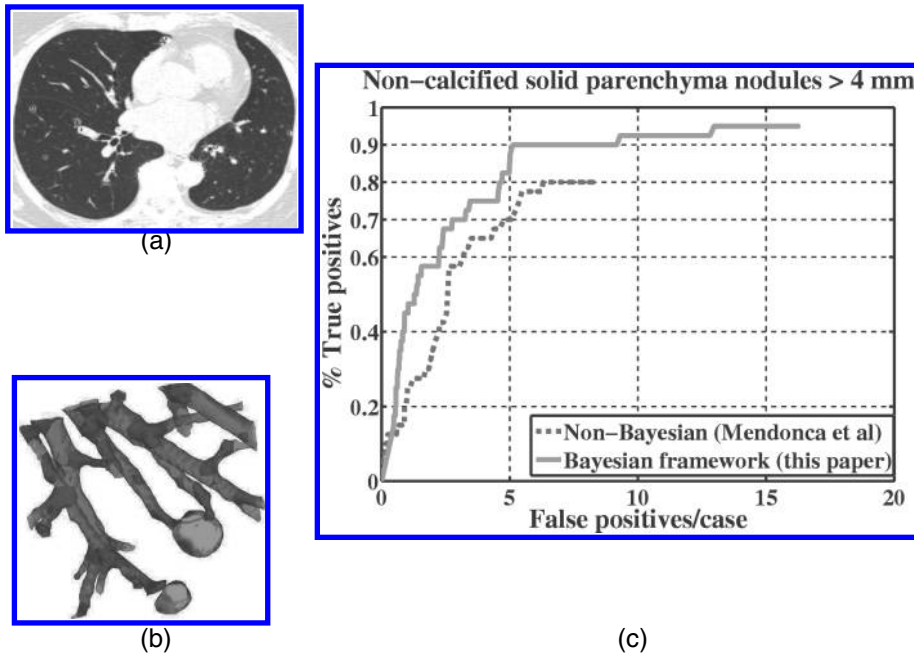 (a)
(b)
Non-calcified solid parenchyma nodules > 4 mm
% True positives
1
0.9
0.8
0.7
0.6
0.4
0.2
0
Non-Bayesian (Mendonca et al)
Bayesian framework (this paper)
0 5 10 15 20
False positives/case
(c)